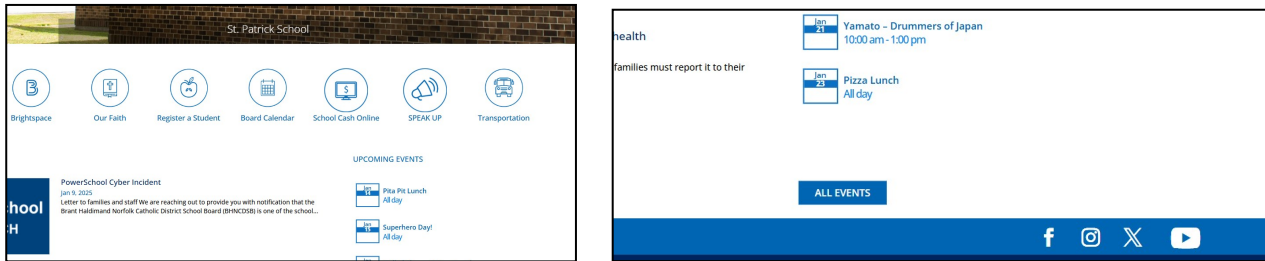 St. Patrick School
Brightspace
Our Faith
Register a Student
Board Calendar
School Cash Online
SPEAK UP
Transportation
UPCOMING EVENTS
hool
H
PowerSchool Cyber Incident
Jan 9, 2025
Letter to families and staff We are reaching out to provide you with notification that the
Brant Haldimand Norfolk Catholic District School Board (BHNCDSB) is one of the school...
Jan
14
Pita Pit Lunch
All day
Jan
15
Superhero Day!
All day
health
families must report it to their
Jan
21
Yamato – Drummers of Japan
10:00 am - 1:00 pm
Jan
23
Pizza Lunch
All day
ALL EVENTS